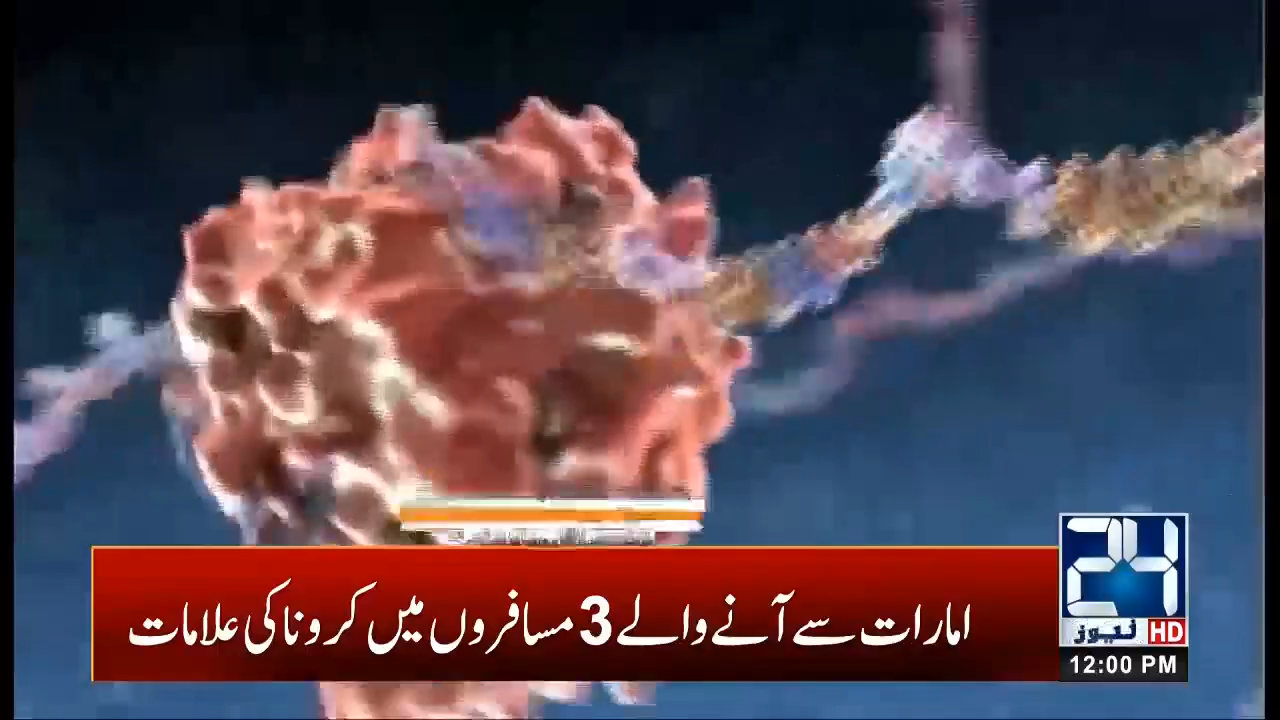 امارات سے آنے والے 3 مسافروں میں کرونا کی علامات
24
نیوز HD
12:00 PM